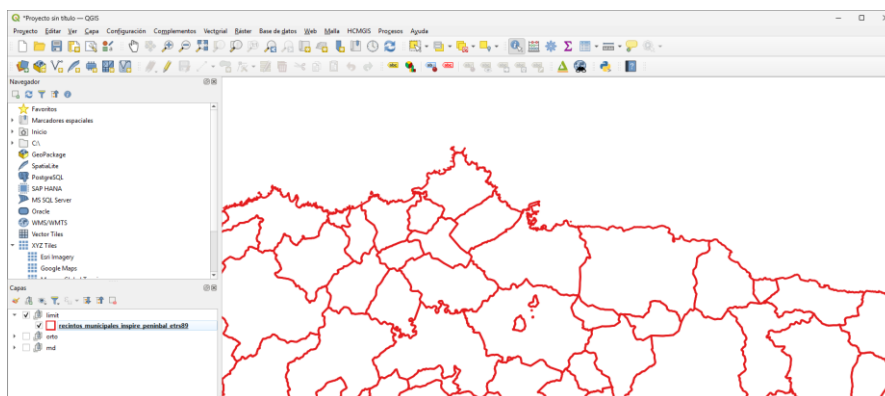 *Proyecto sin título — QGIS
Proyecto Editar Ver Capa Configuración Complementos Vectorial Ráster Base de datos Web Malla HCMGIS Procesos Ayuda
Navegador
Favoritos
Marcadores espaciales
Inicio
C:\
GeoPackage
SpatiaLite
PostgreSQL
SAP HANA
MS SQL Server
Oracle
WMS/WMTS
Vector Tiles
XYZ Tiles
Esri Imagery
Google Maps
Capas
limit
recintos_municipales_inspire_peninbal_etrs89
orto
md